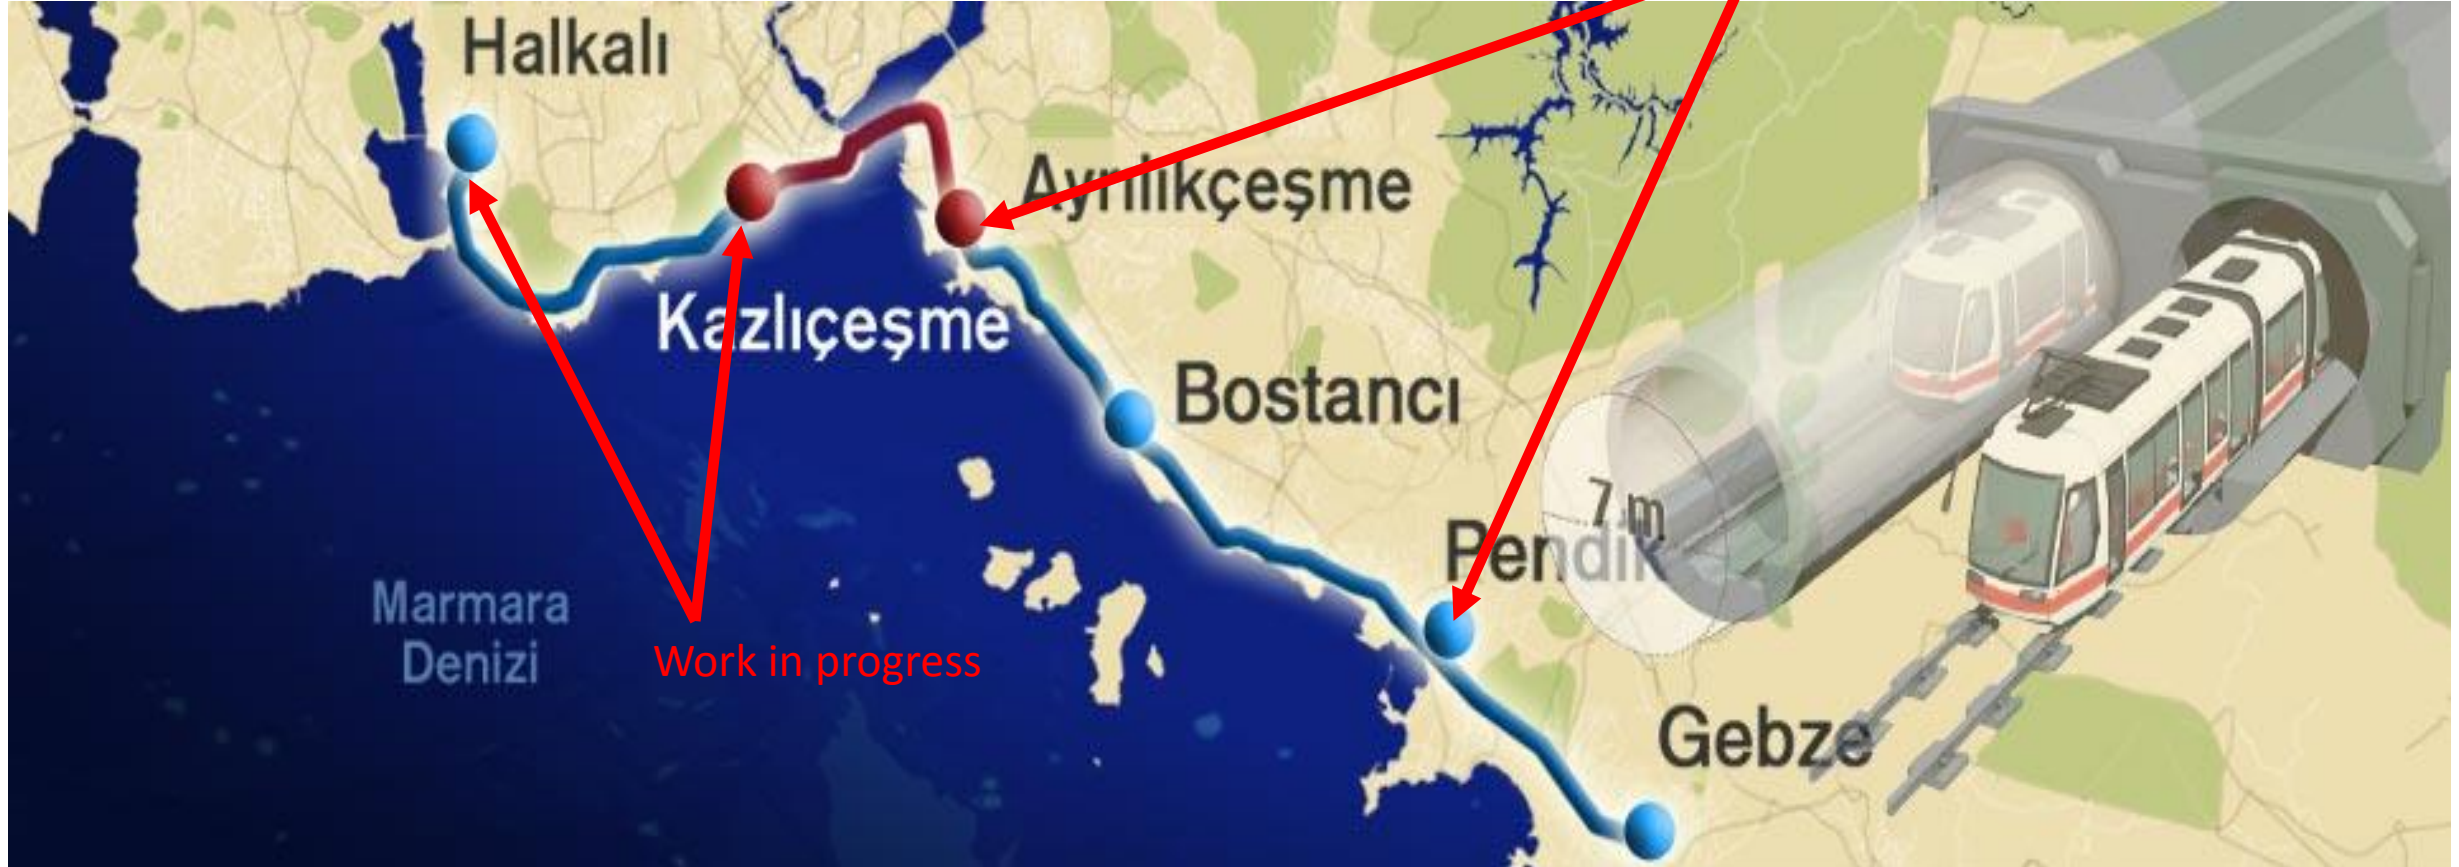 Halkalı
Ayrılıkçeşme
Kazlıçeşme
Bostancı
7 m
Pendik
Marmara
Denizi
Work in progress
Gebze